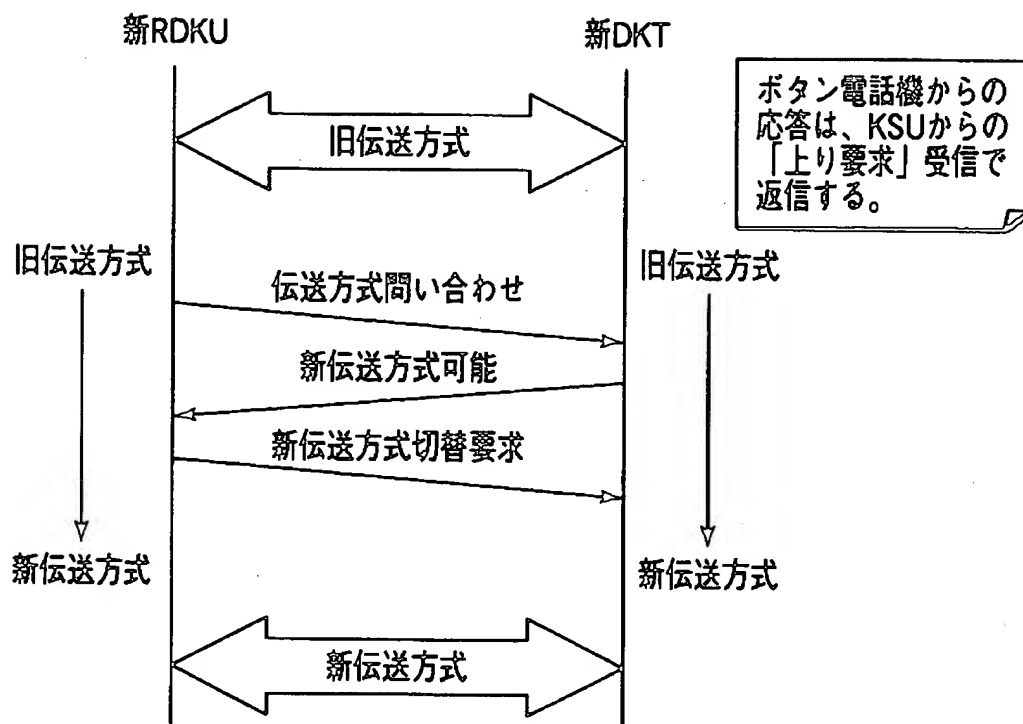 新RDKU
新DKT
旧伝送方式
ボタン電話機からの
応答は、KSUからの
「上り要求」受信で
返信する。
旧伝送方式
旧伝送方式
伝送方式問い合わせ
新伝送方式可能
新伝送方式切替要求
新伝送方式
新伝送方式
新伝送方式